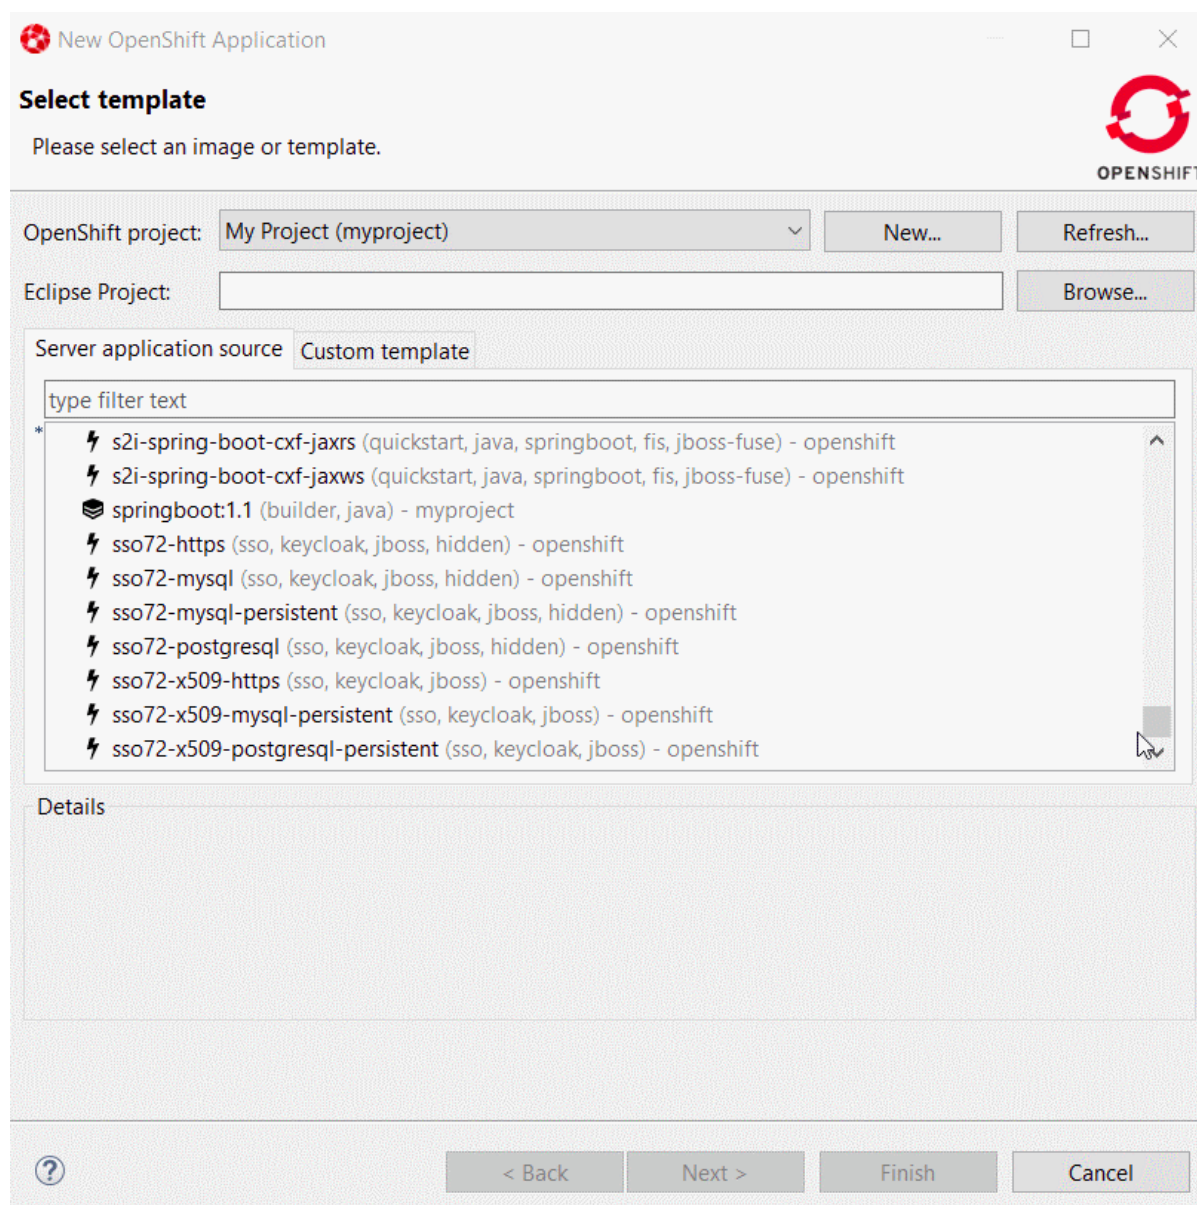 New OpenShift Application
Select template
Please select an image or template.
OPENSHIFT
OpenShift project: My Project (myproject) New... Refresh...
Eclipse Project: Browse...
Server application source Custom template
type filter text
*
s2i-spring-boot-cxf-jaxrs (quickstart, java, springboot, fis, jboss-fuse) - openshift
s2i-spring-boot-cxf-jaxws (quickstart, java, springboot, fis, jboss-fuse) - openshift
springboot:1.1 (builder, java) - myproject
sso72-https (sso, keycloak, jboss, hidden) - openshift
sso72-mysql (sso, keycloak, jboss, hidden) - openshift
sso72-mysql-persistent (sso, keycloak, jboss, hidden) - openshift
sso72-postgresql (sso, keycloak, jboss, hidden) - openshift
sso72-x509-https (sso, keycloak, jboss) - openshift
sso72-x509-mysql-persistent (sso, keycloak, jboss) - openshift
sso72-x509-postgresql-persistent (sso, keycloak, jboss) - openshift
Details
? < Back Next > Finish Cancel